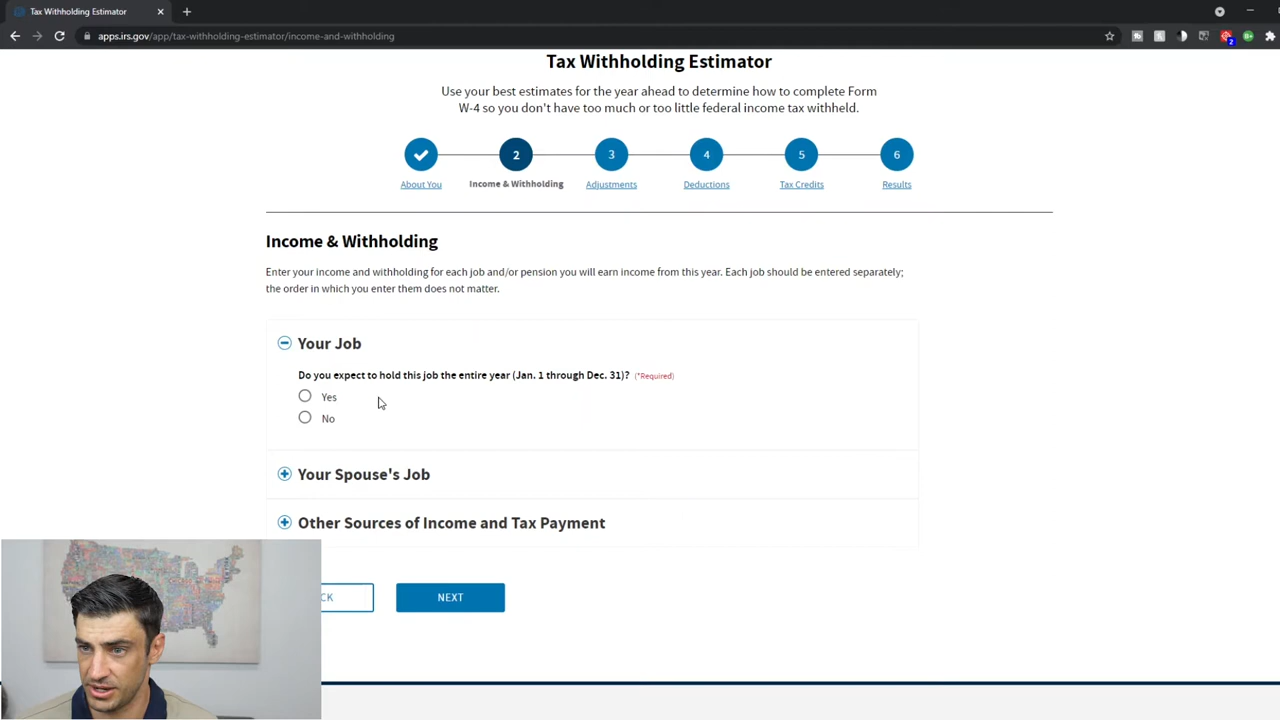 Tax Withholding Estimator
apps.irs.gov/app/tax-withholding-estimator/income-and-withholding
2
B+
Tax Withholding Estimator
Use your best estimates for the year ahead to determine how to complete Form
W-4 so you don't have too much or too little federal income tax withheld.
2 3 4 5 6
About You Income & Withholding Adjustments Deductions Tax Credits Results
Income & Withholding
Enter your income and withholding for each job and/or pension you will earn income from this year. Each job should be entered separately;
the order in which you enter them does not matter.
Your Job
Do you expect to hold this job the entire year (Jan. 1 through Dec. 31)? (*Required)
Yes
No
Your Spouse's Job
Other Sources of Income and Tax Payment
CK NEXT